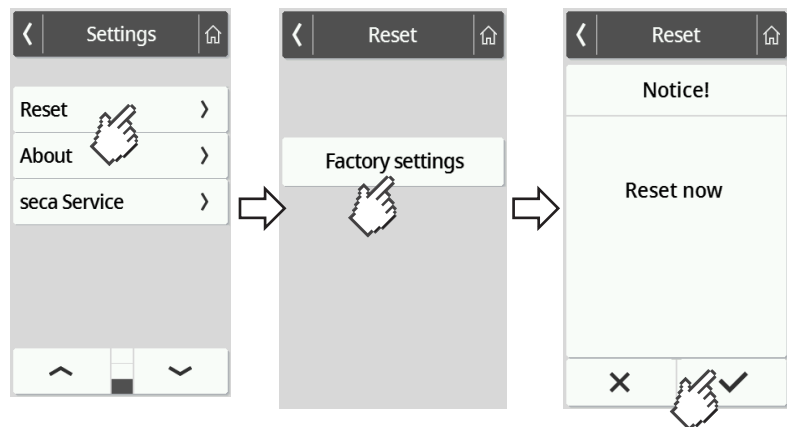 Settings
Reset
About
seca Service
Reset
Factory settings
Reset
Notice!
Reset now